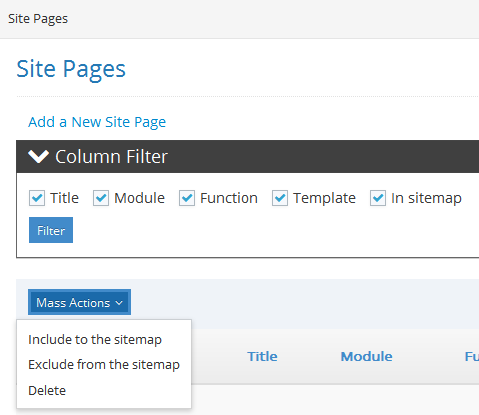 Site Pages
Site Pages
Add a New Site Page
Column Filter
Title Module Function Template In sitemap
Filter
Mass Actions
Include to the sitemap
Exclude from the sitemap
Delete
Title Module Fu